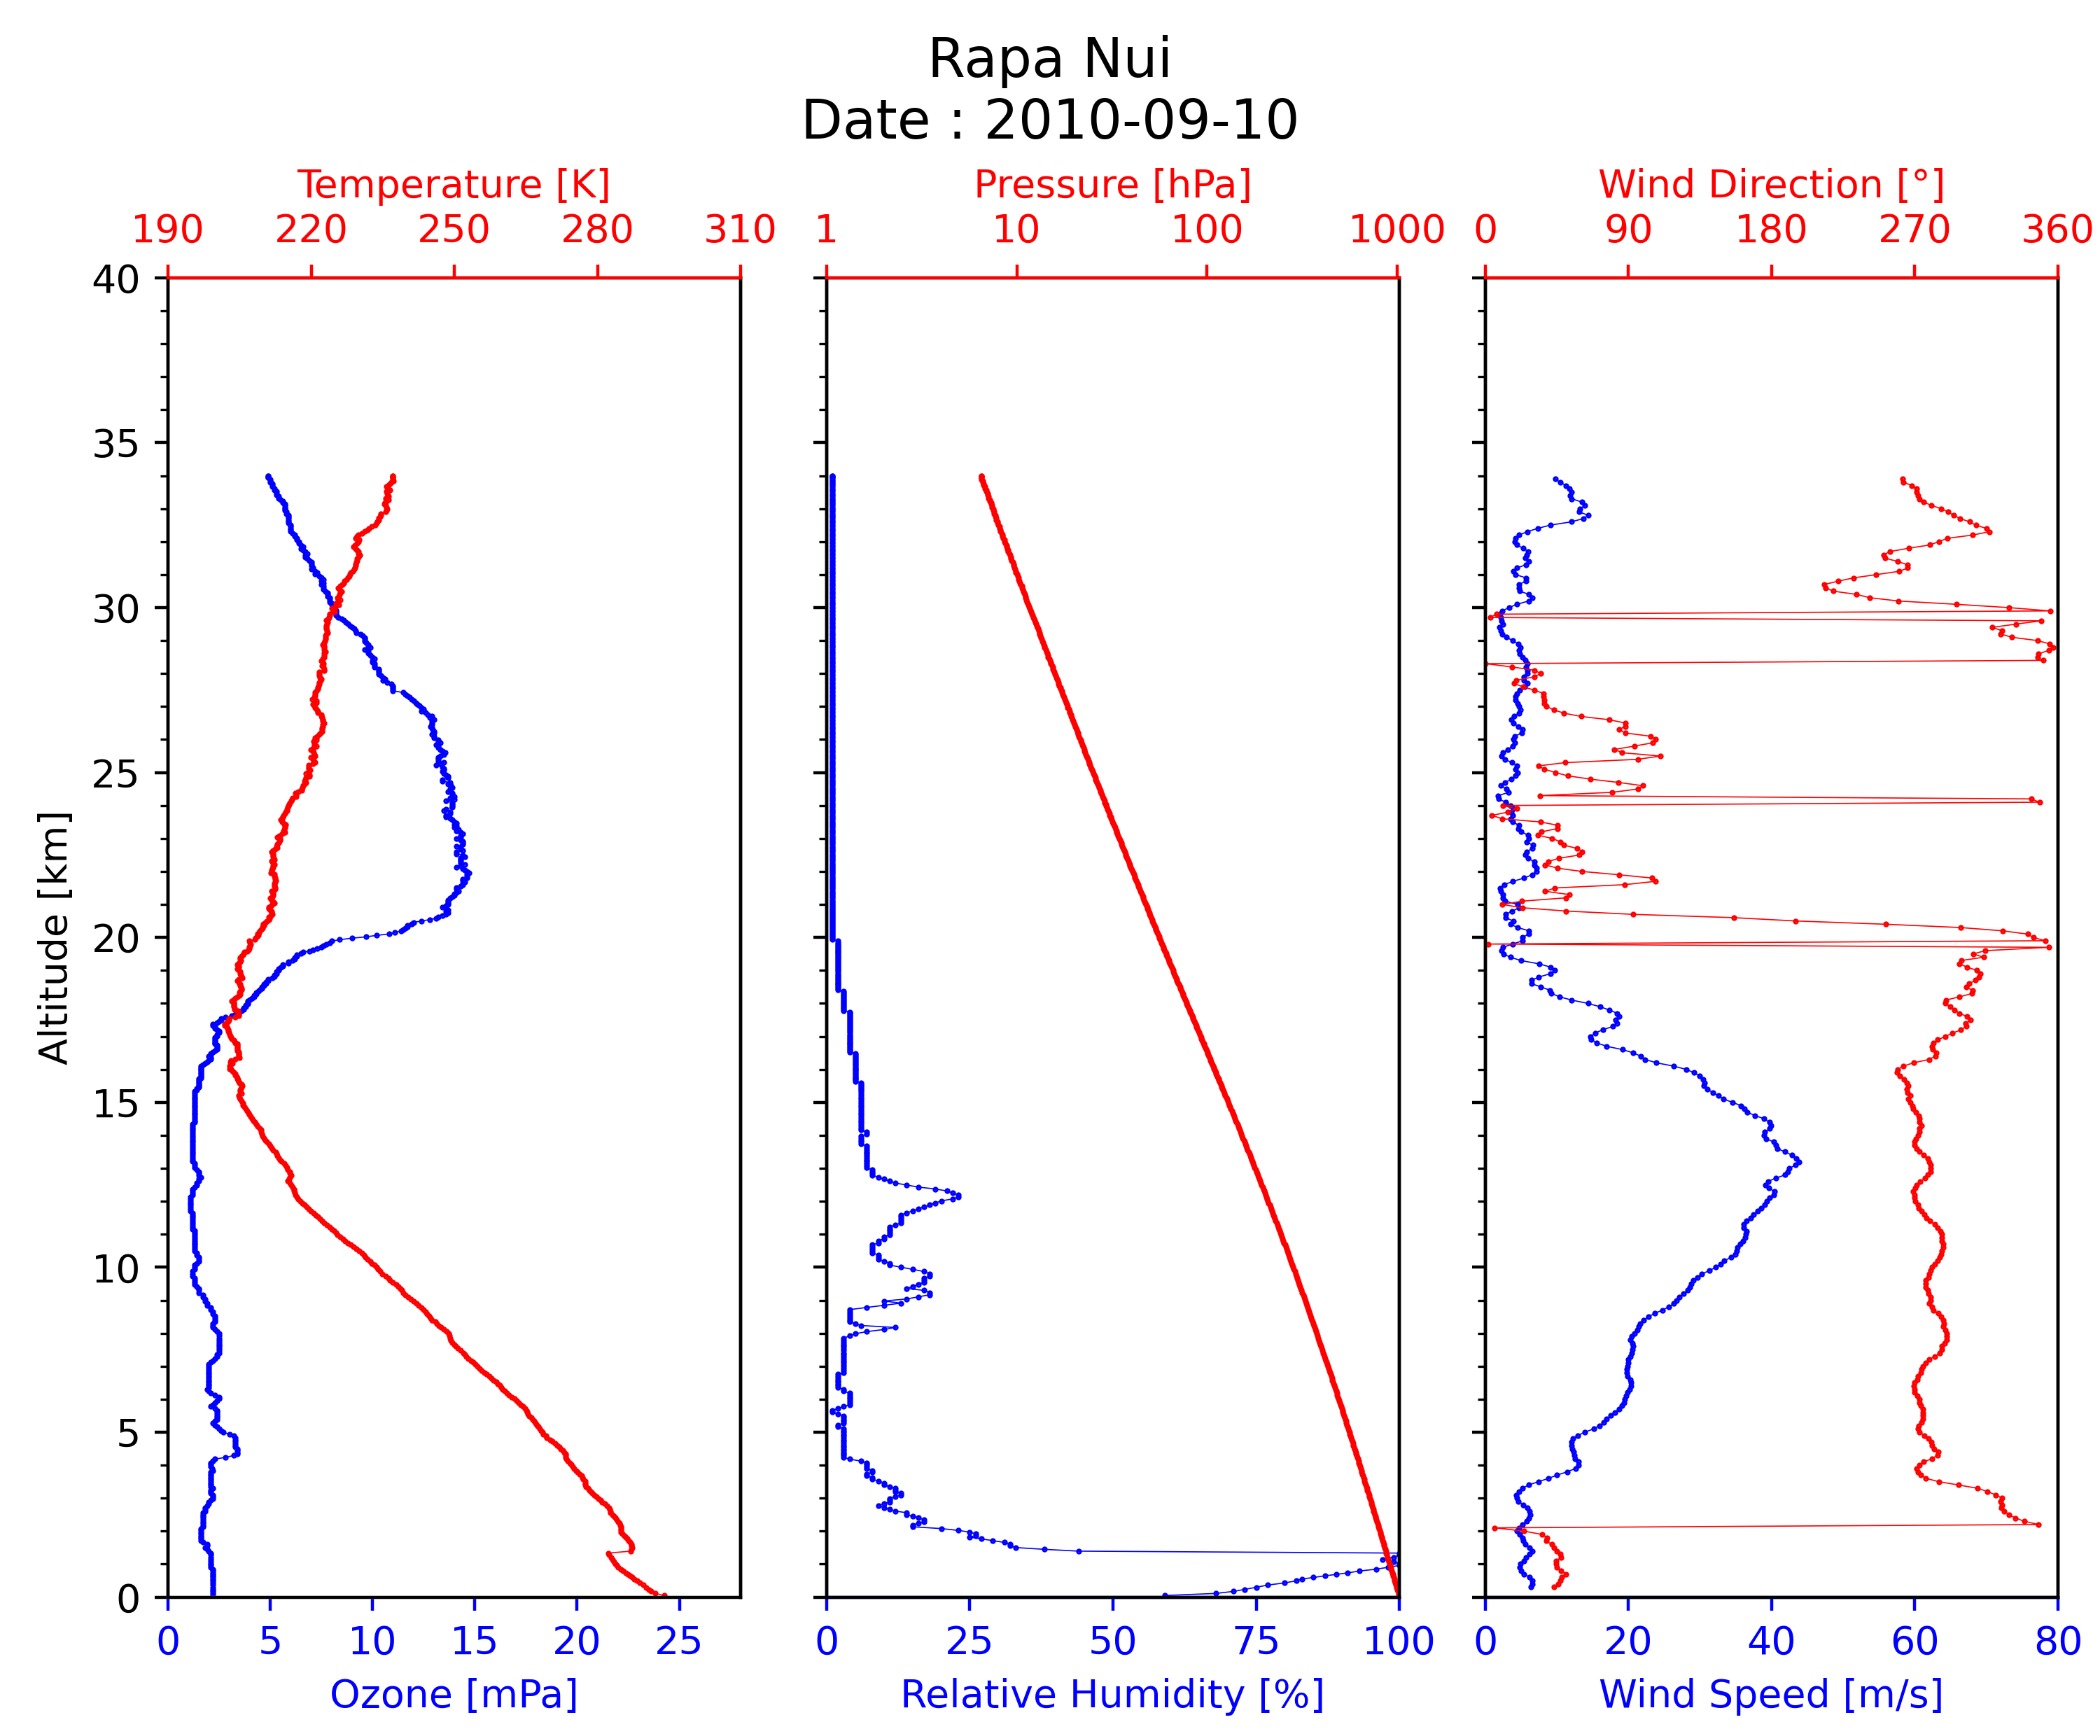 Rapa Nui
Date : 2010-09-10
Temperature [K]
Pressure [hPa]
Wind Direction [°]
190 220 250 280 310
1 10 100 1000
0 90 180 270 360
40
35
30
25
20
15
10
5
0
Altitude [km]
0 5 10 15 20 25
0 25 50 75 100
0 20 40 60 80
Ozone [mPa]
Relative Humidity [%]
Wind Speed [m/s]